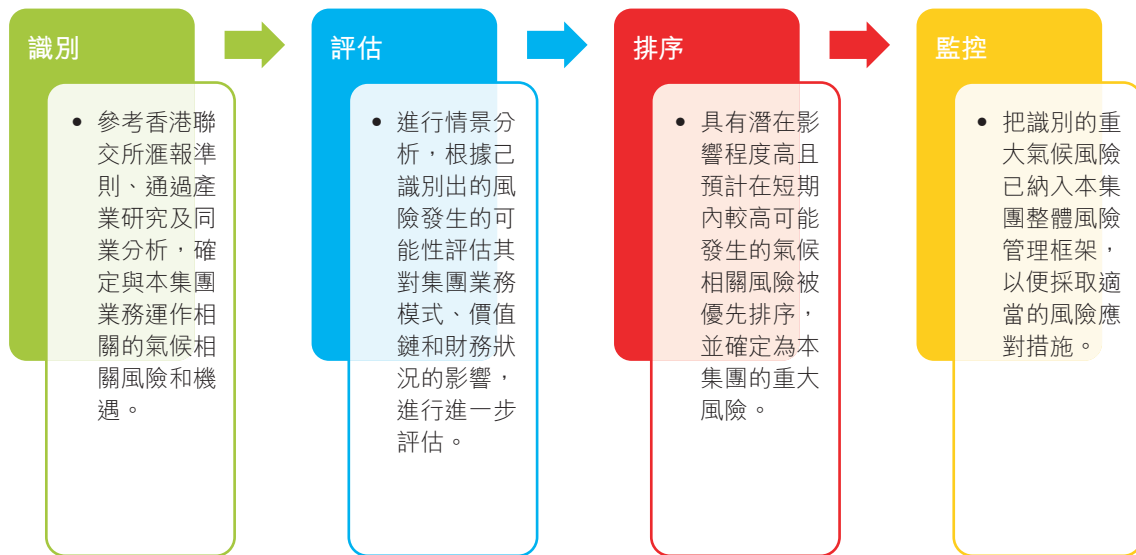 識別
• 參考香港聯
交所滙報準
則、通過產
業研究及同
業分析，確
定與本集團
業務運作相
關的氣候相
關風險和機
遇。
評估
• 進行情景分
析，根據己
識別出的風
險發生的可
能性評估其
對集團業務
模式、價值
鏈和財務狀
況的影響，
進行進一步
評估。
排序
• 具有潛在影
響程度高且
預計在短期
內較高可能
發生的氣候
相關風險被
優先排序，
並確定為本
集團的重大
風險。
監控
• 把識別的重
大氣候風險
已納入本集
團整體風險
管理框架，
以便採取適
當的風險應
對措施。